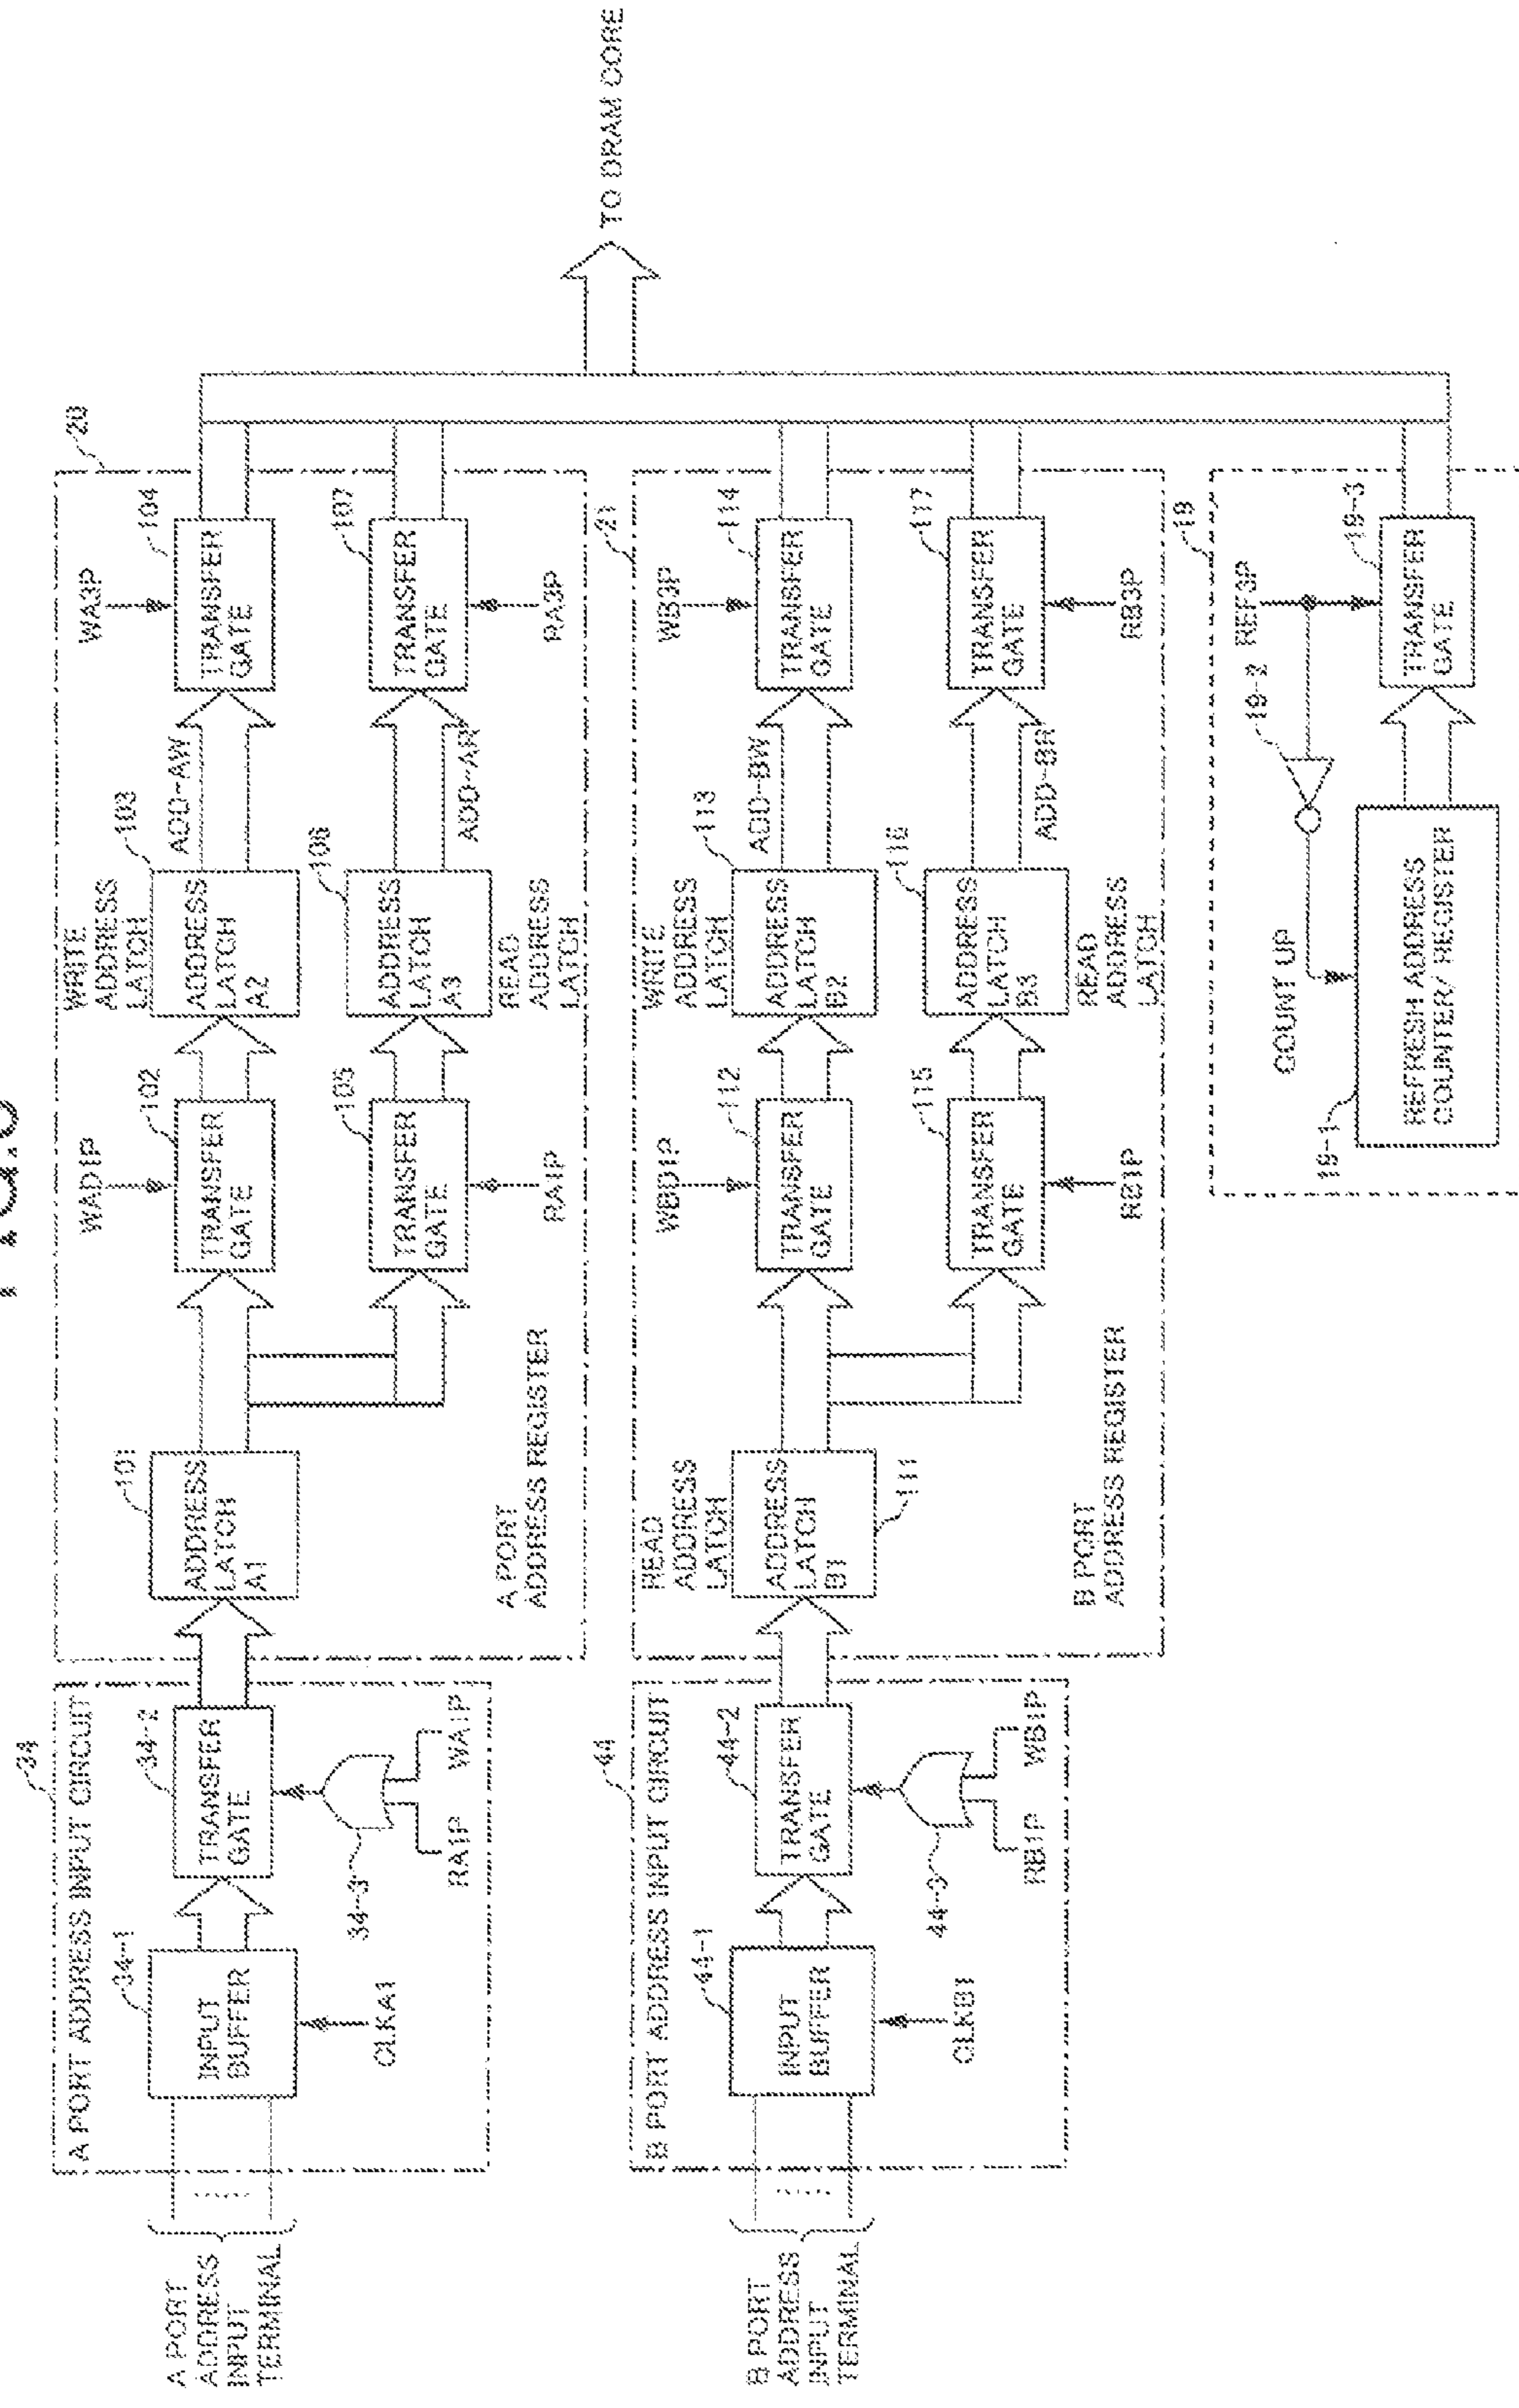 A PORT
ADDRESS
INPUT
TERMINAL
34
A PORT ADDRESS INPUT CIRCUIT
34-1
INPUT
BUFFER
CLKA1
34-2
TRANSFER
GATE
34-3
RA1P
WA1P
20
101
ADDRESS
LATCH
A1
A PORT
ADDRESS REGISTER
WAD1P
102
TRANSFER
GATE
105
TRANSFER
GATE
RA1P
WRITE
ADDRESS
LATCH
103
ADDRESS
LATCH
A2
ADD-AW
106
ADDRESS
LATCH
A3
READ
ADDRESS
LATCH
ADD-AR
WA3P
104
TRANSFER
GATE
107
TRANSFER
GATE
RA3P
TO DRAM CORE
B PORT
ADDRESS
INPUT
TERMINAL
44
B PORT ADDRESS INPUT CIRCUIT
44-1
INPUT
BUFFER
CLKB1
44-2
TRANSFER
GATE
44-3
RB1P
WB1P
21
READ
ADDRESS
LATCH
ADDRESS
LATCH
B1
111
B PORT
ADDRESS REGISTER
WBD1P
112
TRANSFER
GATE
115
TRANSFER
GATE
RB1P
WRITE
ADDRESS
LATCH
113
ADDRESS
LATCH
B2
ADD-BW
116
ADDRESS
LATCH
B3
READ
ADDRESS
LATCH
ADD-BR
WB3P
114
TRANSFER
GATE
117
TRANSFER
GATE
RB3P
19
REF3P
19-2
19-3
TRANSFER
GATE
COUNT UP
19-1
REFRESH ADDRESS
COUNTER/ REGISTER